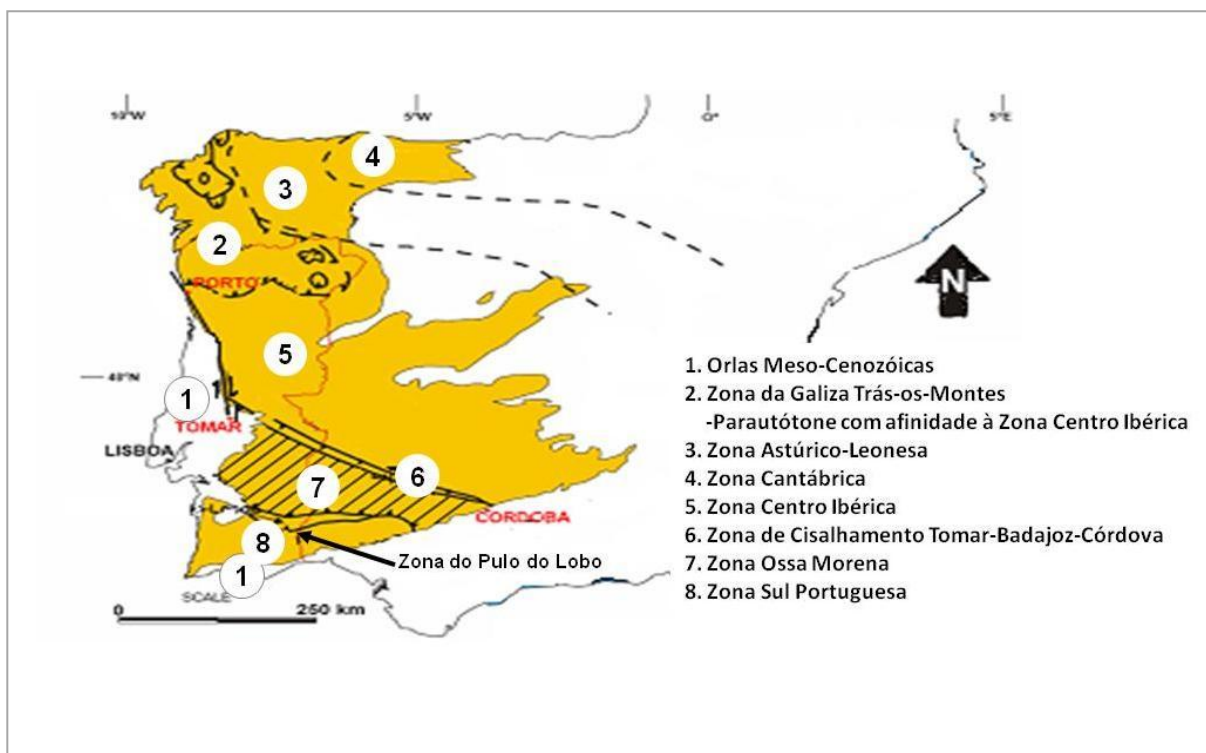 10°W
5°W
0°
5°E
4
3
2
PORTO
N
5
40°N
1
TOMAR
LISBOA
6
7
CORDOBA
8
Zona do Pulo do Lobo
1
SCALE
0
250 km
1. Orlas Meso-Cenozóicas
2. Zona da Galiza Trás-os-Montes
-Parautótone com afinidade à Zona Centro Ibérica
3. Zona Astúrico-Leonesa
4. Zona Cantábrica
5. Zona Centro Ibérica
6. Zona de Cisalhamento Tomar-Badajoz-Córdova
7. Zona Ossa Morena
8. Zona Sul Portuguesa